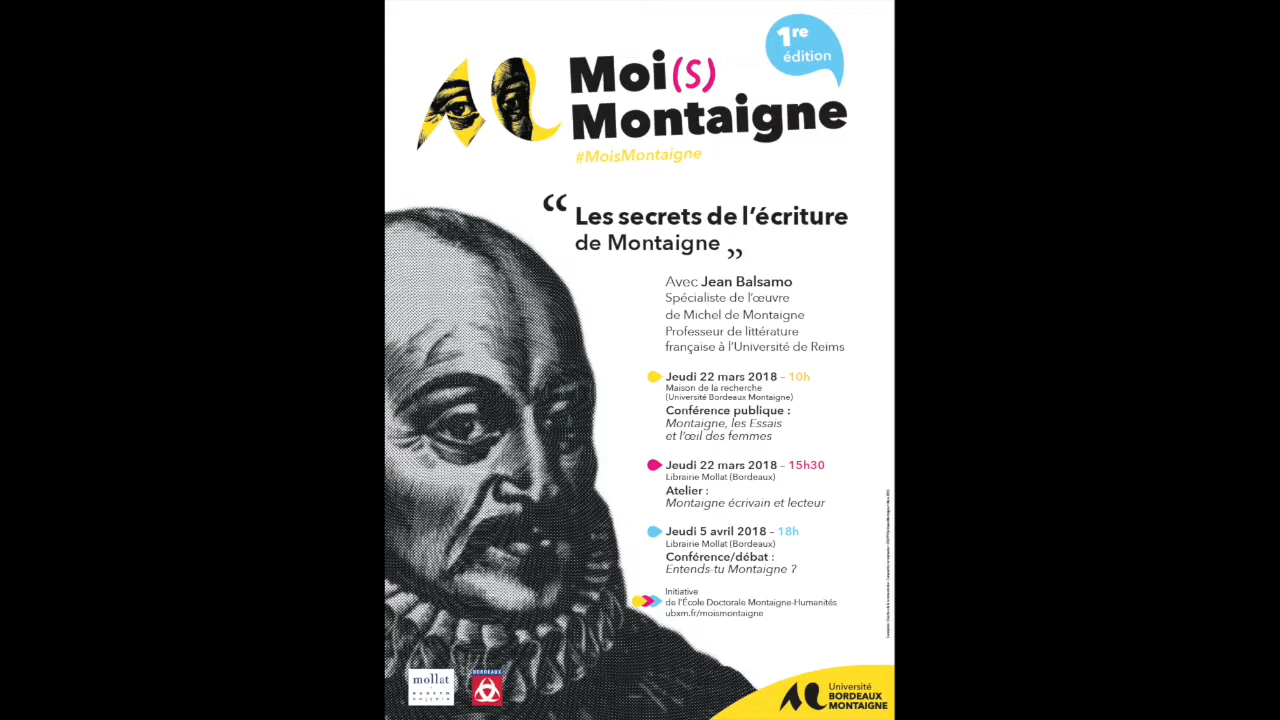 1re
édition
Moi(s)
Montaigne
#MoisMontaigne
“ Les secrets de l’écriture
de Montaigne ”
Avec Jean Balsamo
Spécialiste de l’œuvre
de Michel de Montaigne
Professeur de littérature
française à l’Université de Reims
Jeudi 22 mars 2018 – 10h
Maison de la recherche
(Université Bordeaux Montaigne)
Conférence publique :
Montaigne, les Essais
et l’œil des femmes
Jeudi 22 mars 2018 – 15h30
Librairie Mollat (Bordeaux)
Atelier :
Montaigne écrivain et lecteur
Jeudi 5 avril 2018 – 18h
Librairie Mollat (Bordeaux)
Conférence/débat :
Entends-tu Montaigne ?
Initiative
de l’École Doctorale Montaigne-Humanités
ubxm.fr/moismontaigne
mollat
BORDEAUX
Université
BORDEAUX
MONTAIGNE